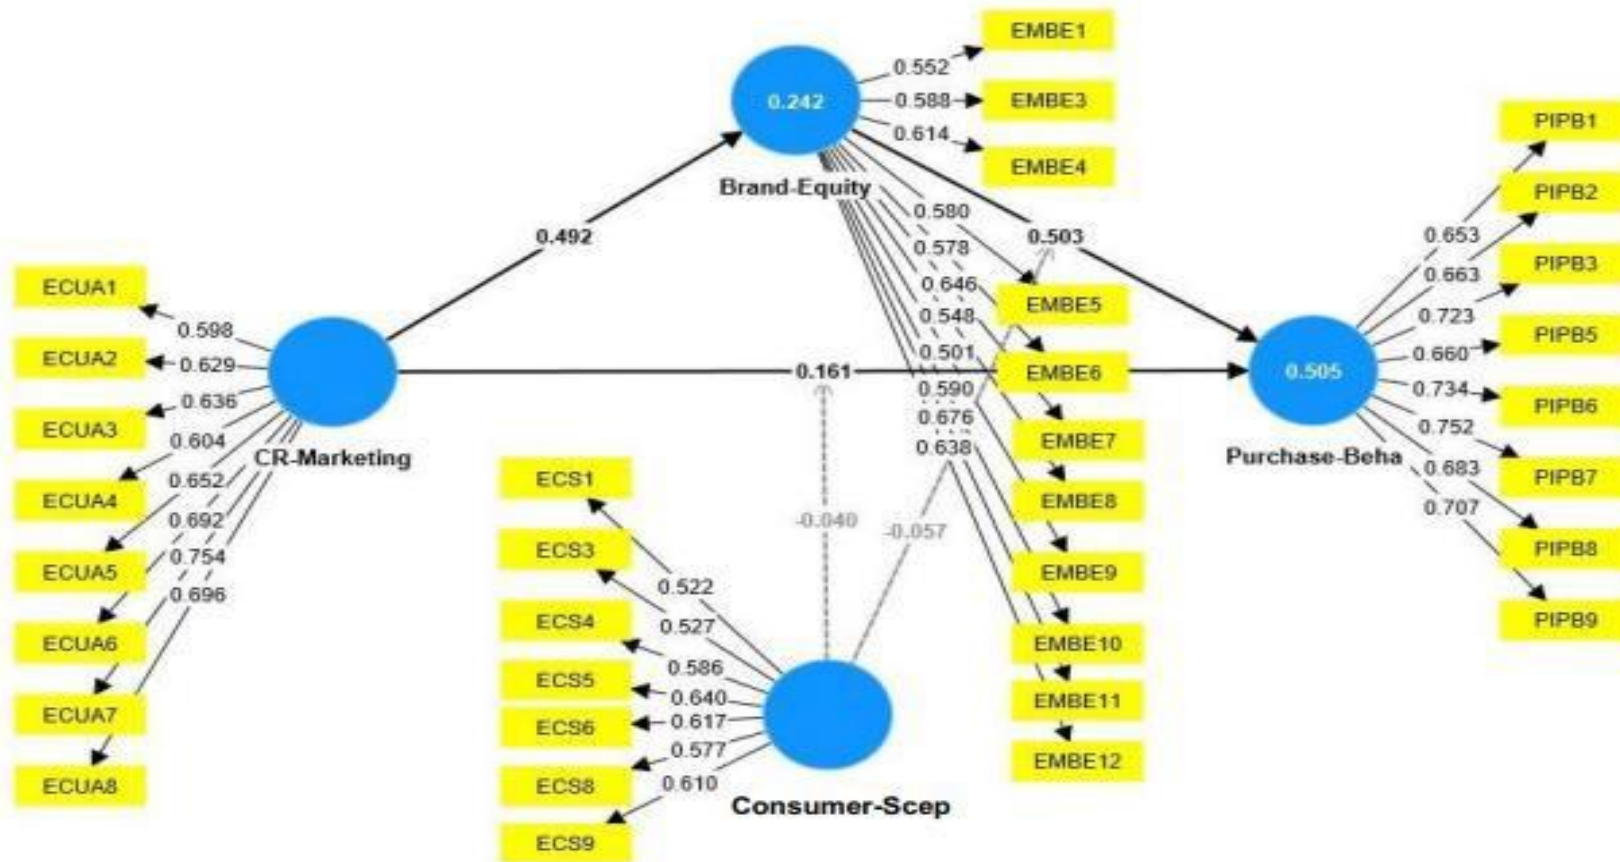 EMBE1
0.552
0.242
0.588
EMBE3
0.614
EMBE4
Brand-Equity
PIPB1
PIPB2
PIPB3
PIPB5
PIPB6
PIPB7
PIPB8
PIPB9
0.653
0.663
0.723
0.660
0.734
0.752
0.683
0.707
0.505
Purchase-Beha
0.492
0.503
0.580
0.578
0.646
0.548
0.501
0.590
0.676
0.638
EMBE5
EMBE6
EMBE7
EMBE8
EMBE9
EMBE10
EMBE11
EMBE12
0.161
ECUA1
ECUA2
ECUA3
ECUA4
ECUA5
ECUA6
ECUA7
ECUA8
0.598
0.629
0.636
0.604
0.652
0.692
0.754
0.696
CR-Marketing
-0.040
-0.057
ECS1
ECS3
ECS4
ECS5
ECS6
ECS8
ECS9
0.522
0.527
0.586
0.640
0.617
0.577
0.610
Consumer-Scep